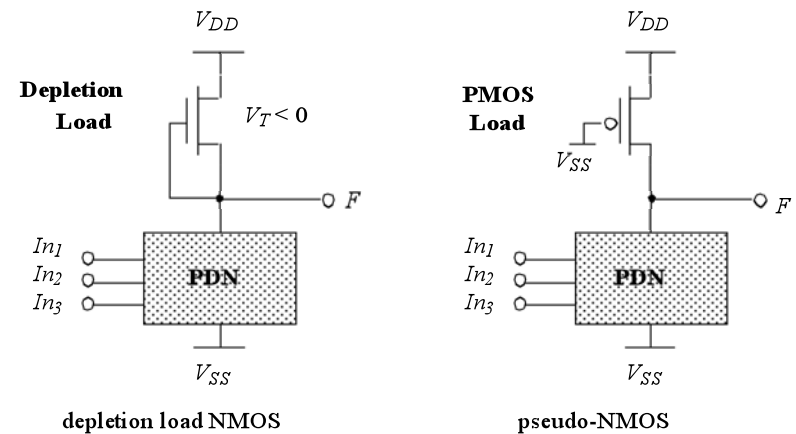 V_DD
Depletion
Load
V_T < 0
F
In_1
In_2
In_3
PDN
V_SS
depletion load NMOS
V_DD
PMOS
Load
V_SS
F
In_1
In_2
In_3
PDN
V_SS
pseudo-NMOS